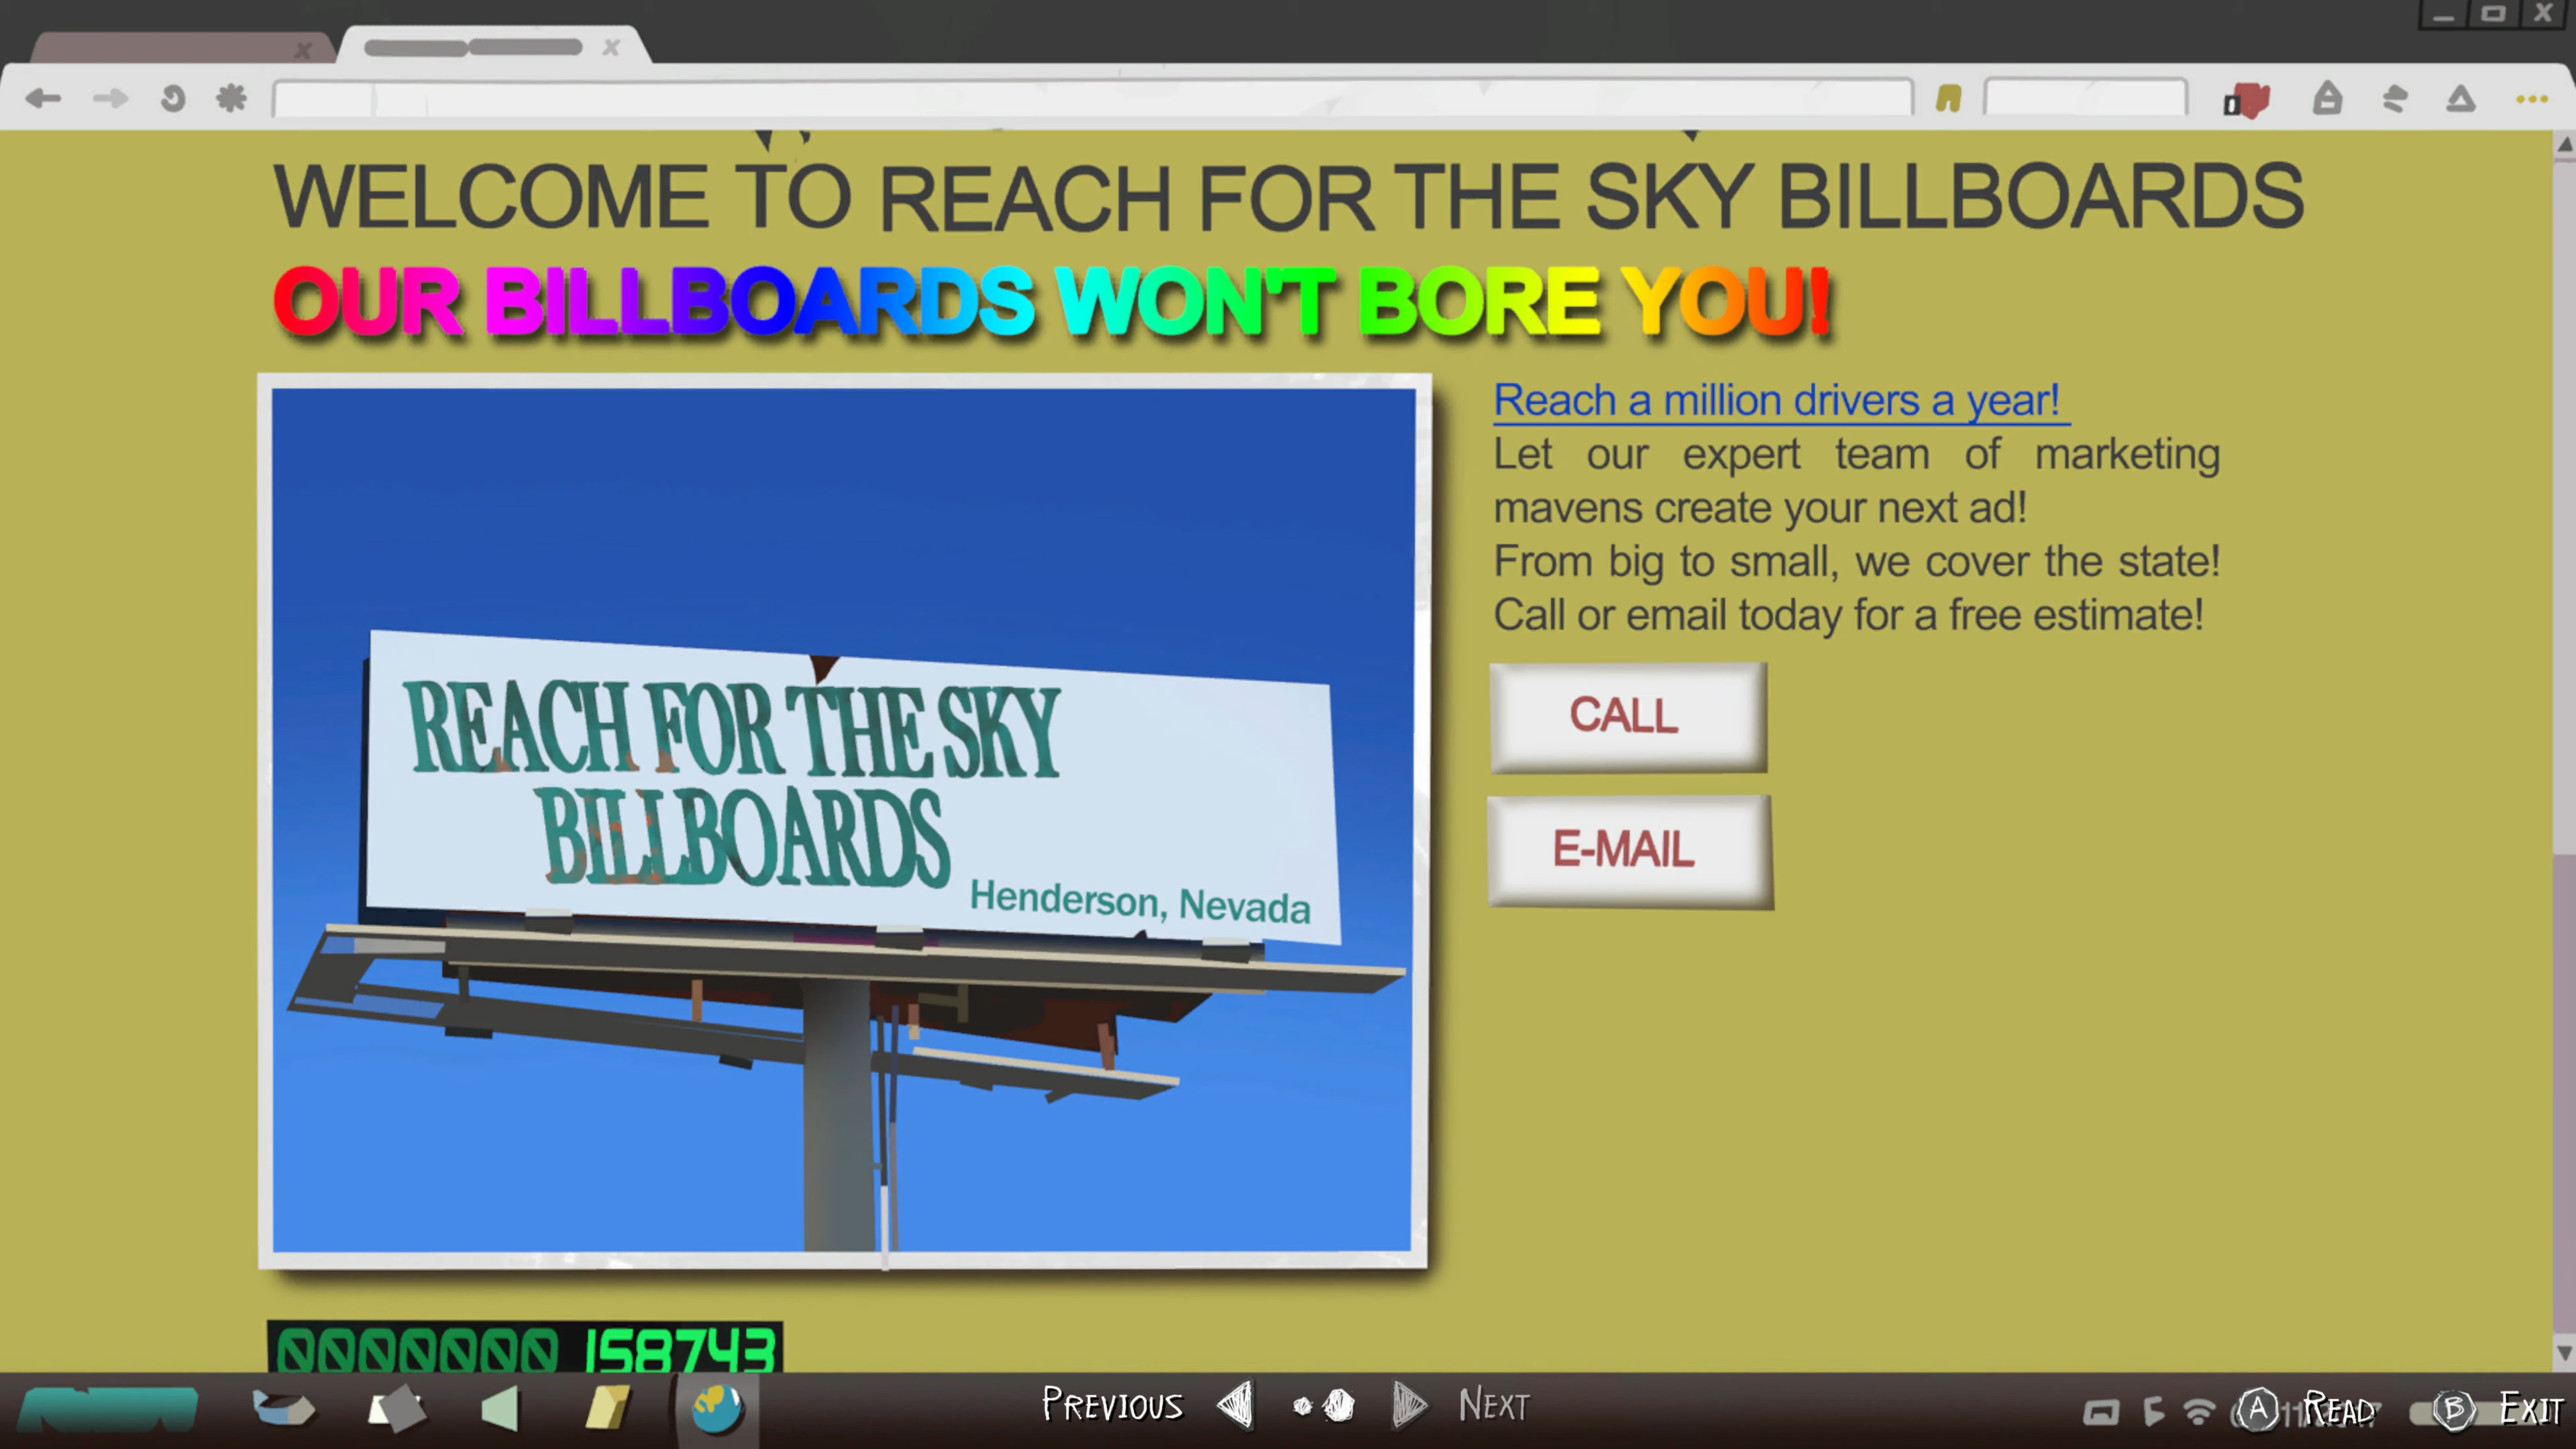 WELCOME TO REACH FOR THE SKY BILLBOARDS
OUR BILLBOARDS WON'T BORE YOU!
REACH FOR THE SKY
BILLBOARDS
Henderson, Nevada
Reach a million drivers a year!
Let our expert team of marketing
mavens create your next ad!
From big to small, we cover the state!
Call or email today for a free estimate!
CALL
E-MAIL
0000000 158743
PREVIOUS
NEXT
A READ
B EXIT